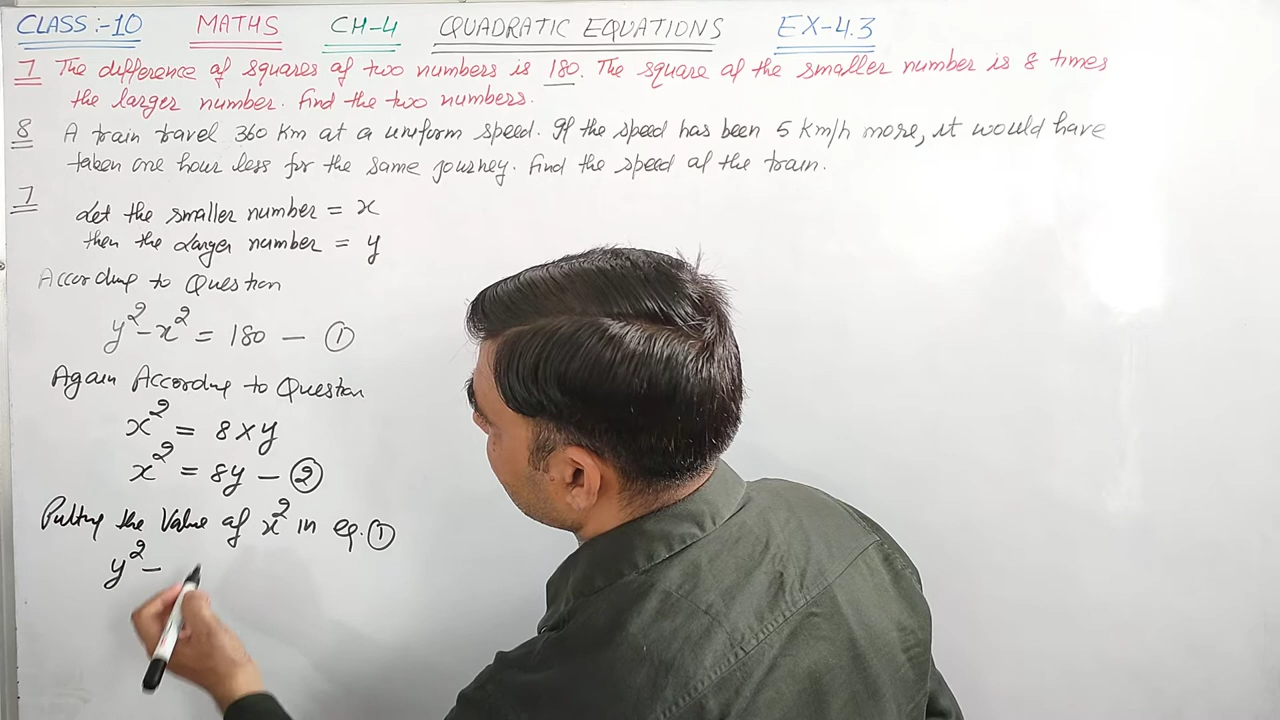 CLASS:-10 MATHS CH-4 QUADRATIC EQUATIONS EX-4.3
7 The difference of squares of two numbers is 180. The square of the smaller number is 8 times
the larger number. Find the two numbers.
8 A train travel 360 Km at a uniform speed. If the speed has been 5 km/h more, it would have
taken one hour less for the same journey. Find the speed of the train.
7 Let the smaller number = x
then the Larger number = y
According to Question
y² - x² = 180 — ①
Again According to Question
x² = 8×y
x² = 8y — ②
Putting the Value of x² in eq. ①
y² -